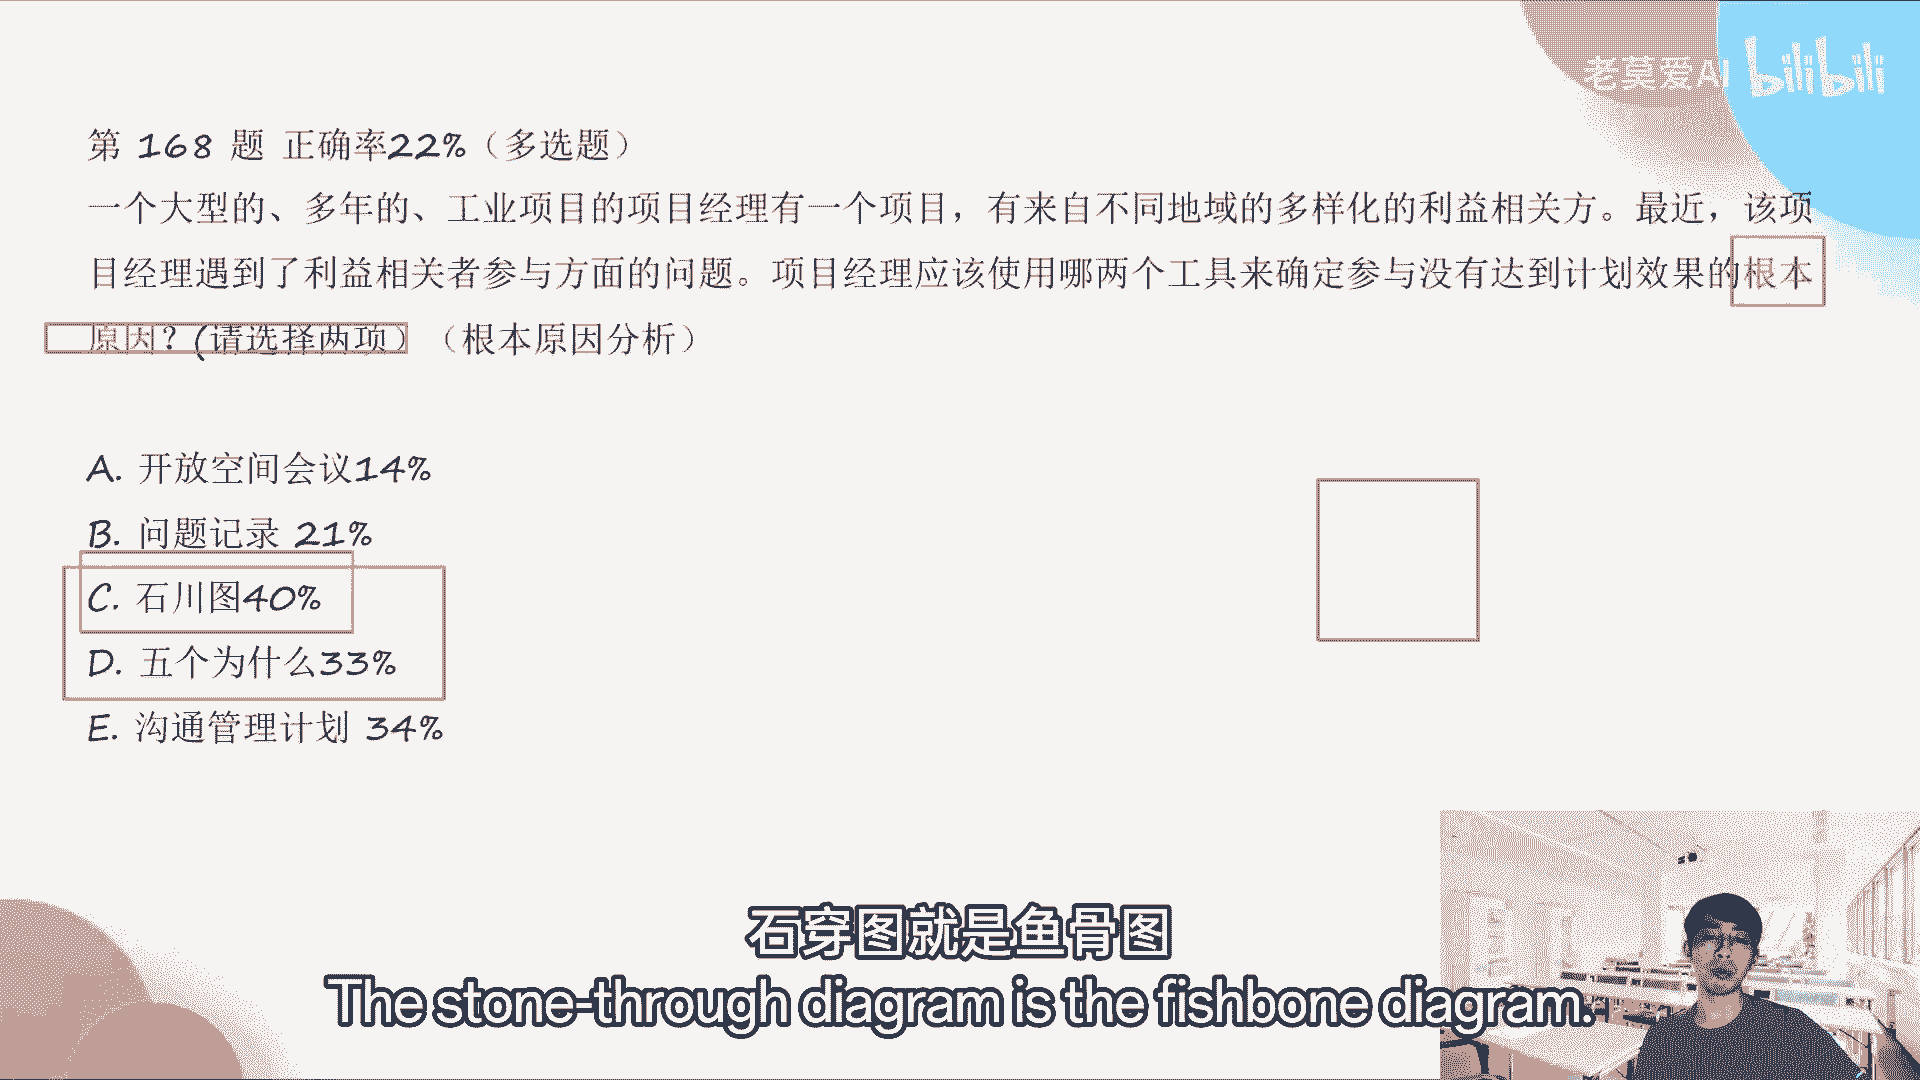 老莫爱AI bilibili
第 168 题 正确率22%（多选题）
一个大型的、多年的、工业项目的项目经理有一个项目，有来自不同地域的多样化的利益相关方。最近，该项
目经理遇到了利益相关者参与方面的问题。项目经理应该使用哪两个工具来确定参与没有达到计划效果的根本
原因？(请选择两项）（根本原因分析）
A. 开放空间会议14%
B. 问题记录 21%
C. 石川图40%
D. 五个为什么33%
E. 沟通管理计划 34%
石穿图就是鱼骨图
The stone-through diagram is the fishbone diagram.